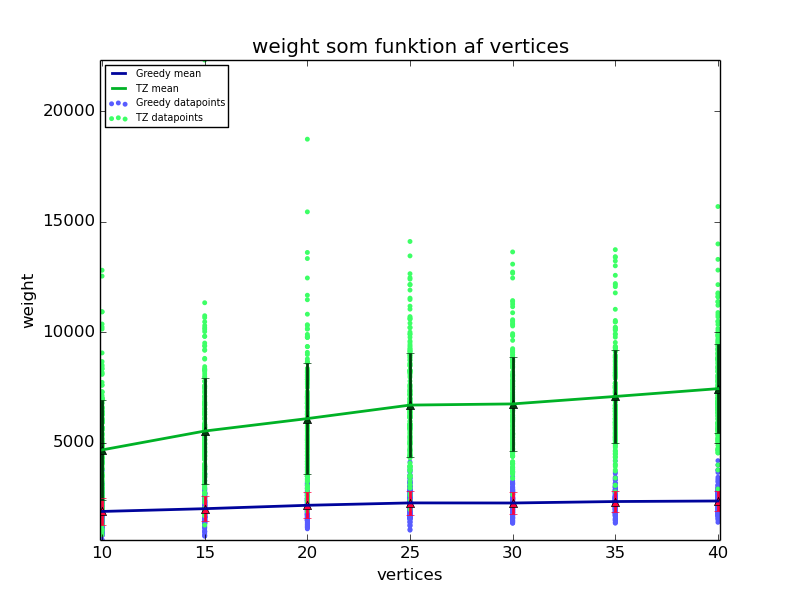 weight som funktion af vertices
Greedy mean
TZ mean
Greedy datapoints
TZ datapoints
20000
15000
10000
5000
weight
10 15 20 25 30 35 40
vertices